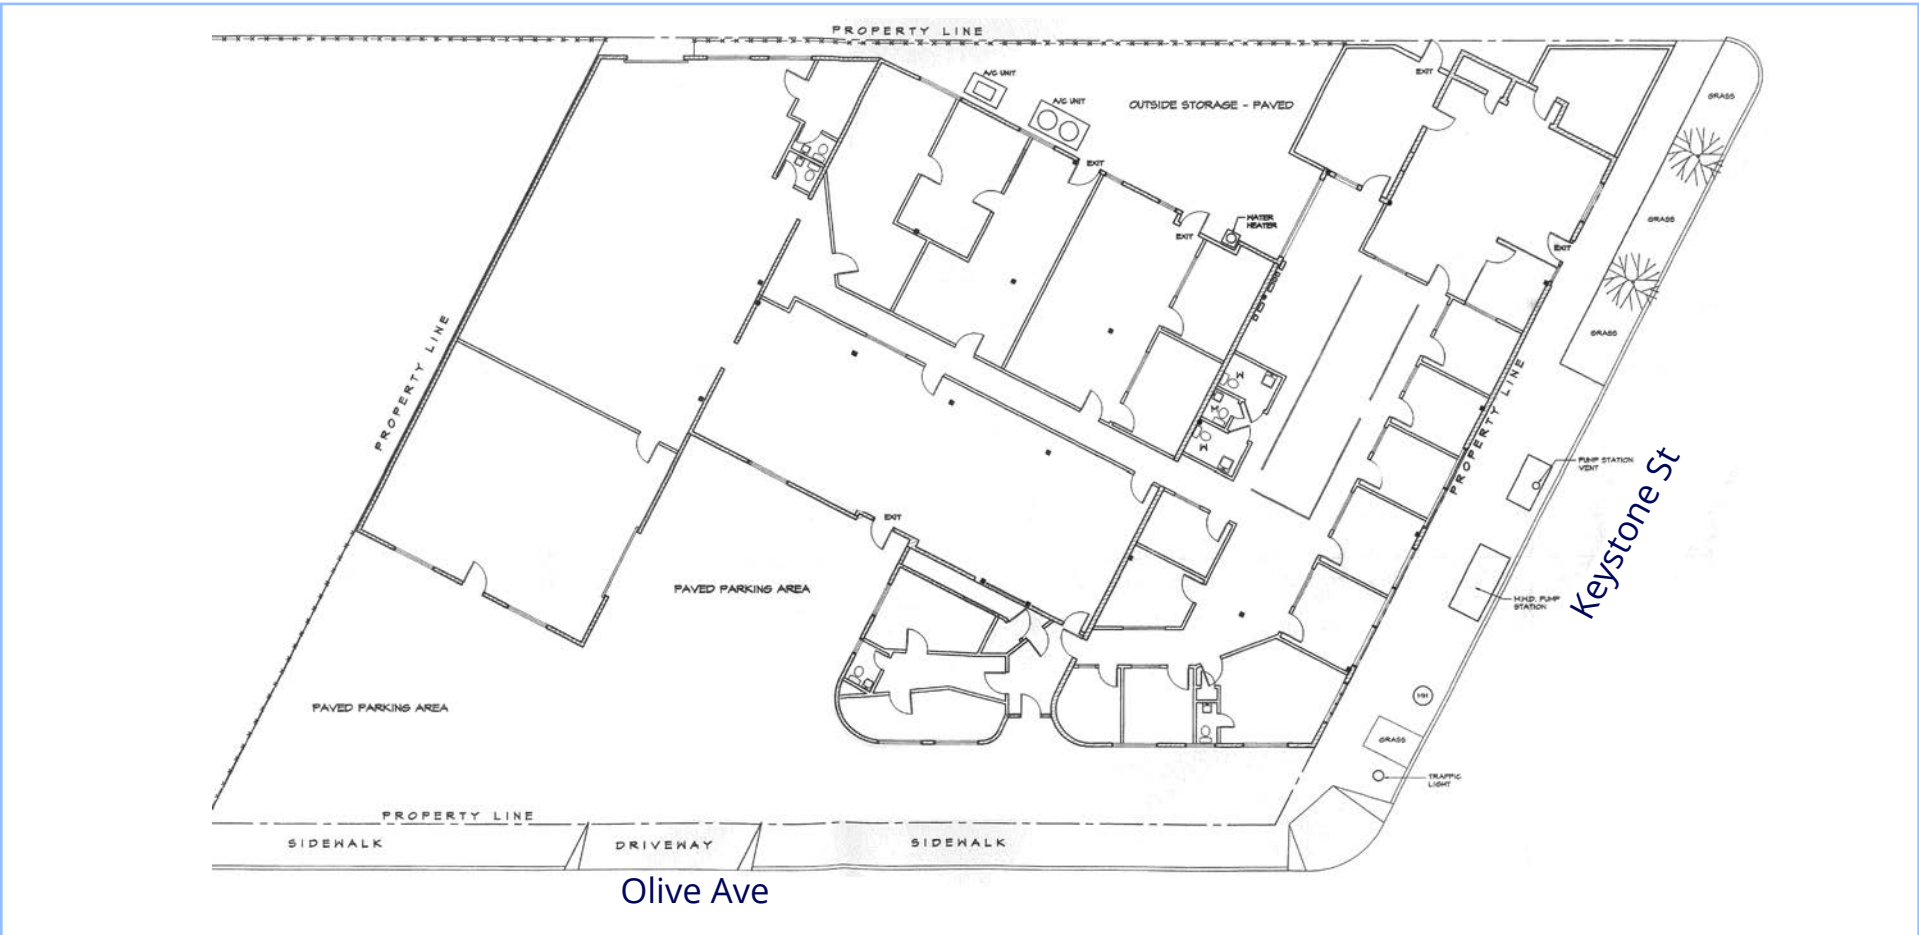 PROPERTY LINE
A/C UNIT
A/C UNIT
OUTSIDE STORAGE - PAVED
EXIT
GRASS
EXIT
WATER
HEATER
EXIT
GRASS
EXIT
GRASS
PROPERTY LINE
PROPERTY LINE
W
M
W
PUMP STATION
VENT
Keystone St
EXIT
PAVED PARKING AREA
M.H.D. PUMP
STATION
PAVED PARKING AREA
MH
GRASS
TRAFFIC
LIGHT
PROPERTY LINE
SIDEWALK
DRIVEWAY
SIDEWALK
Olive Ave